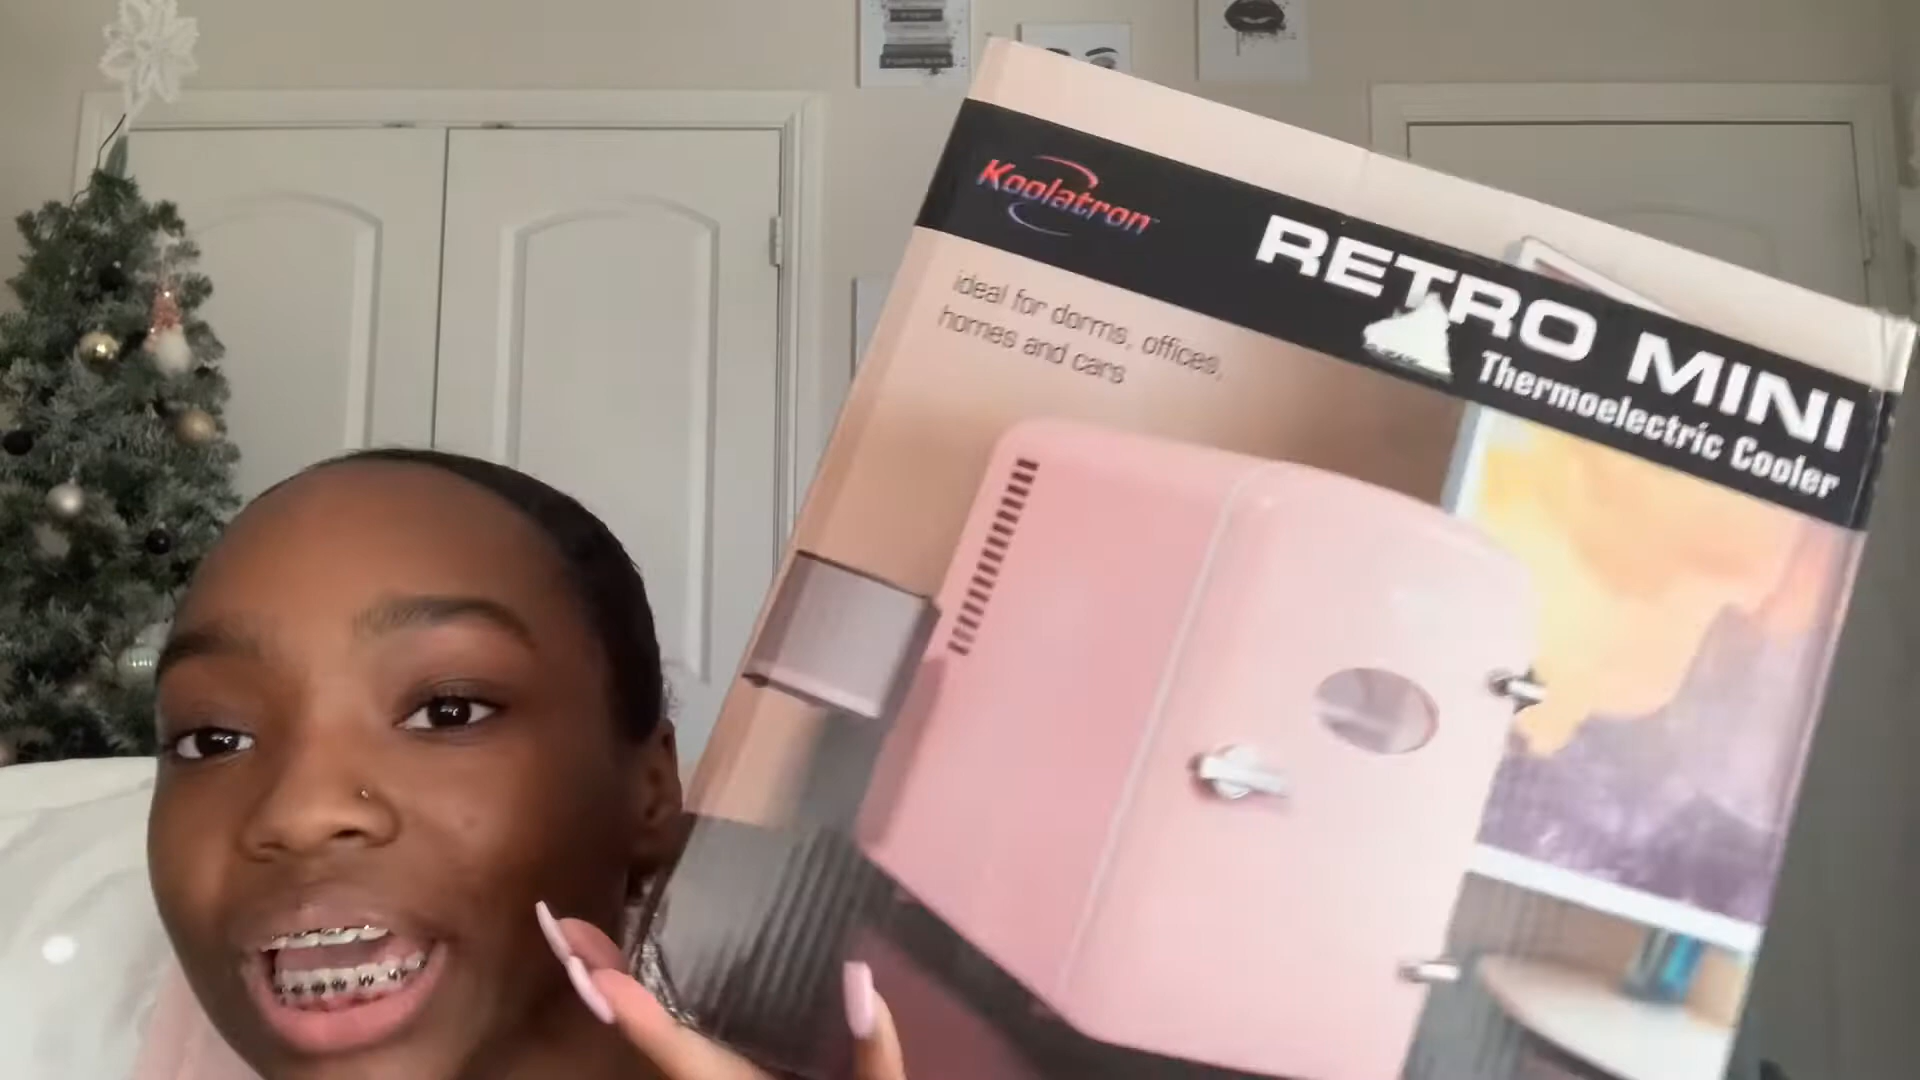 Koolatron
RETRO MINI
Thermoelectric Cooler
ideal for dorms, offices,
homes and cars